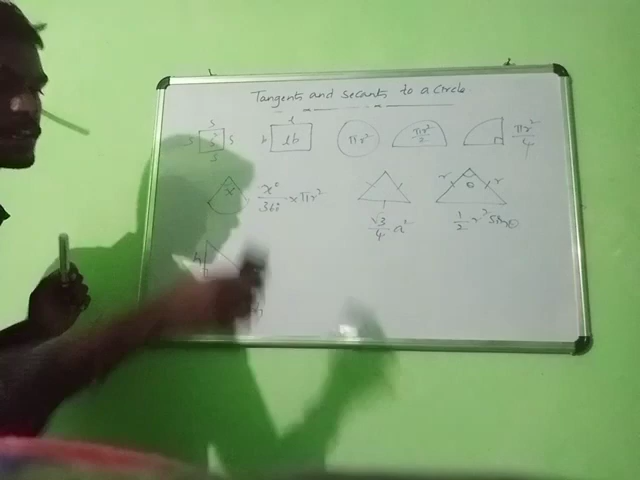 Tangents and secants to a circle
s l
s s² s b lb πr² πr²/2 πr²/4
s
x° x°/360° × πr² r θ r
√3/4 a² 1/2 r² sinθ
h